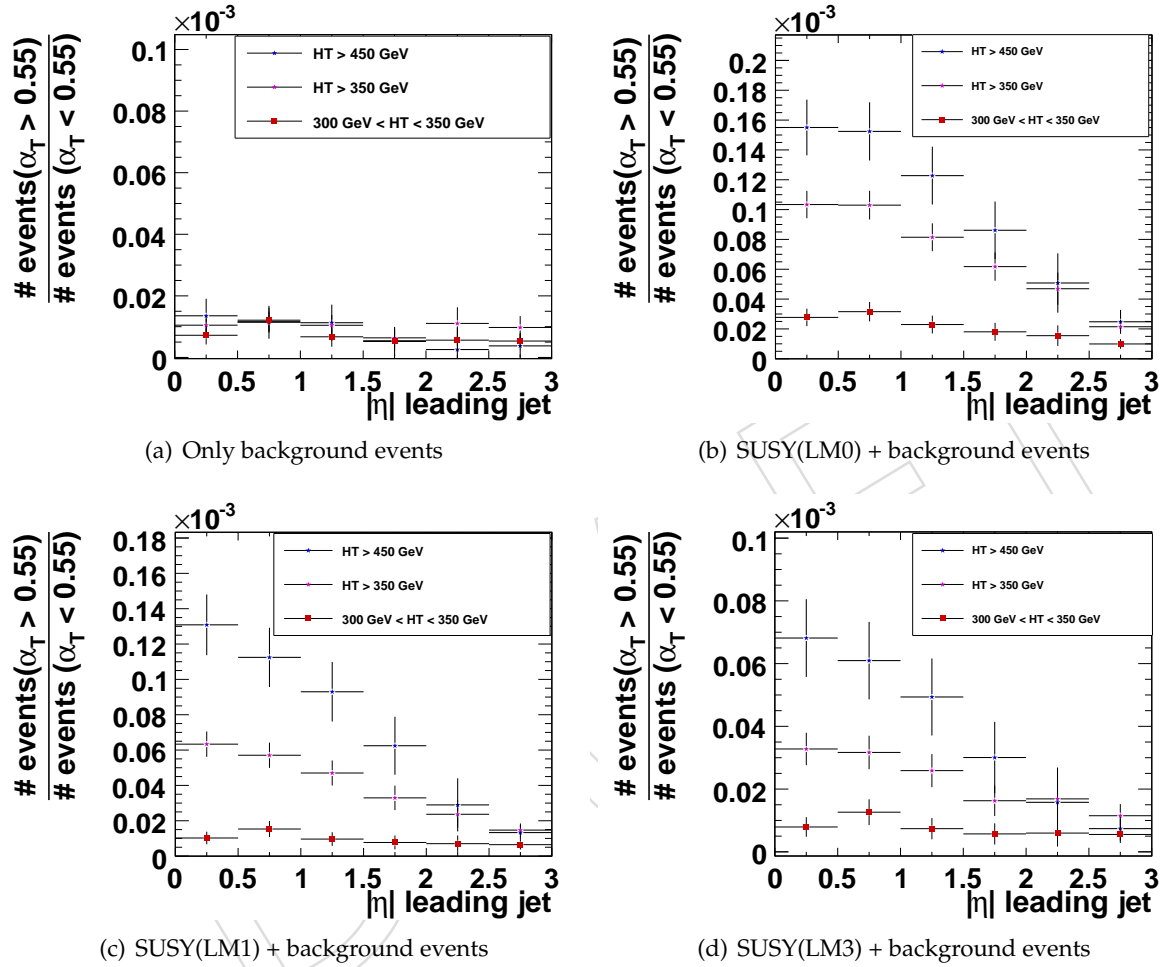 ×10-3
# events(αT > 0.55)
# events (αT < 0.55)
0.1
0.08
0.06
0.04
0.02
0
HT > 450 GeV
HT > 350 GeV
300 GeV < HT < 350 GeV
0 0.5 1 1.5 2 2.5 3
|η| leading jet
(a) Only background events
×10-3
# events(αT > 0.55)
# events (αT < 0.55)
0.2
0.18
0.16
0.14
0.12
0.1
0.08
0.06
0.04
0.02
0
HT > 450 GeV
HT > 350 GeV
300 GeV < HT < 350 GeV
0 0.5 1 1.5 2 2.5 3
|η| leading jet
(b) SUSY(LM0) + background events
×10-3
# events(αT > 0.55)
# events (αT < 0.55)
0.18
0.16
0.14
0.12
0.1
0.08
0.06
0.04
0.02
0
HT > 450 GeV
HT > 350 GeV
300 GeV < HT < 350 GeV
0 0.5 1 1.5 2 2.5 3
|η| leading jet
(c) SUSY(LM1) + background events
×10-3
# events(αT > 0.55)
# events (αT < 0.55)
0.1
0.08
0.06
0.04
0.02
0
HT > 450 GeV
HT > 350 GeV
300 GeV < HT < 350 GeV
0 0.5 1 1.5 2 2.5 3
|η| leading jet
(d) SUSY(LM3) + background events